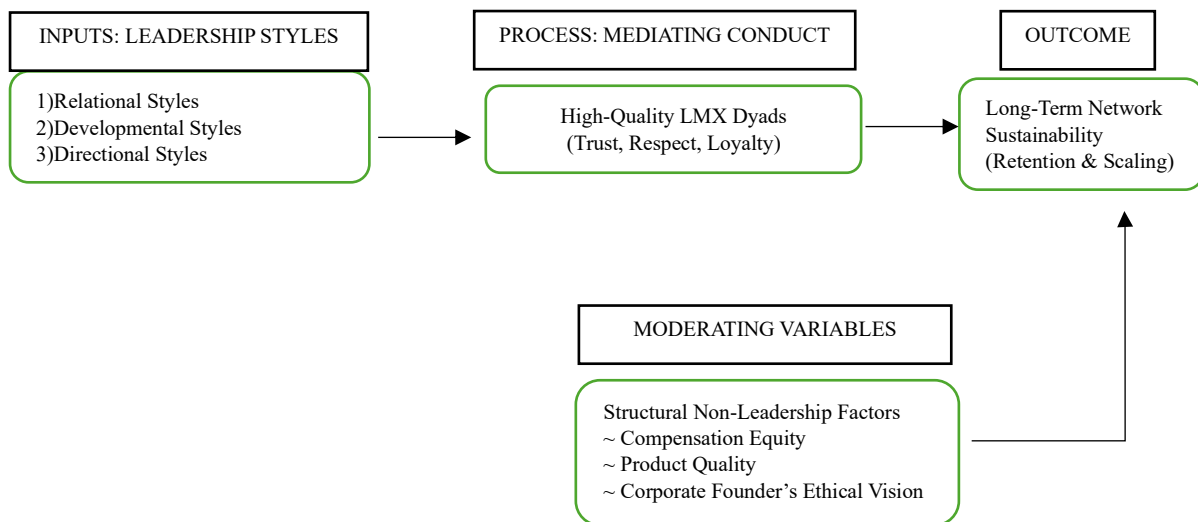 INPUTS: LEADERSHIP STYLES
1)Relational Styles
2)Developmental Styles
3)Directional Styles
PROCESS: MEDIATING CONDUCT
High-Quality LMX Dyads
(Trust, Respect, Loyalty)
OUTCOME
Long-Term Network
Sustainability
(Retention & Scaling)
MODERATING VARIABLES
Structural Non-Leadership Factors
~ Compensation Equity
~ Product Quality
~ Corporate Founder’s Ethical Vision